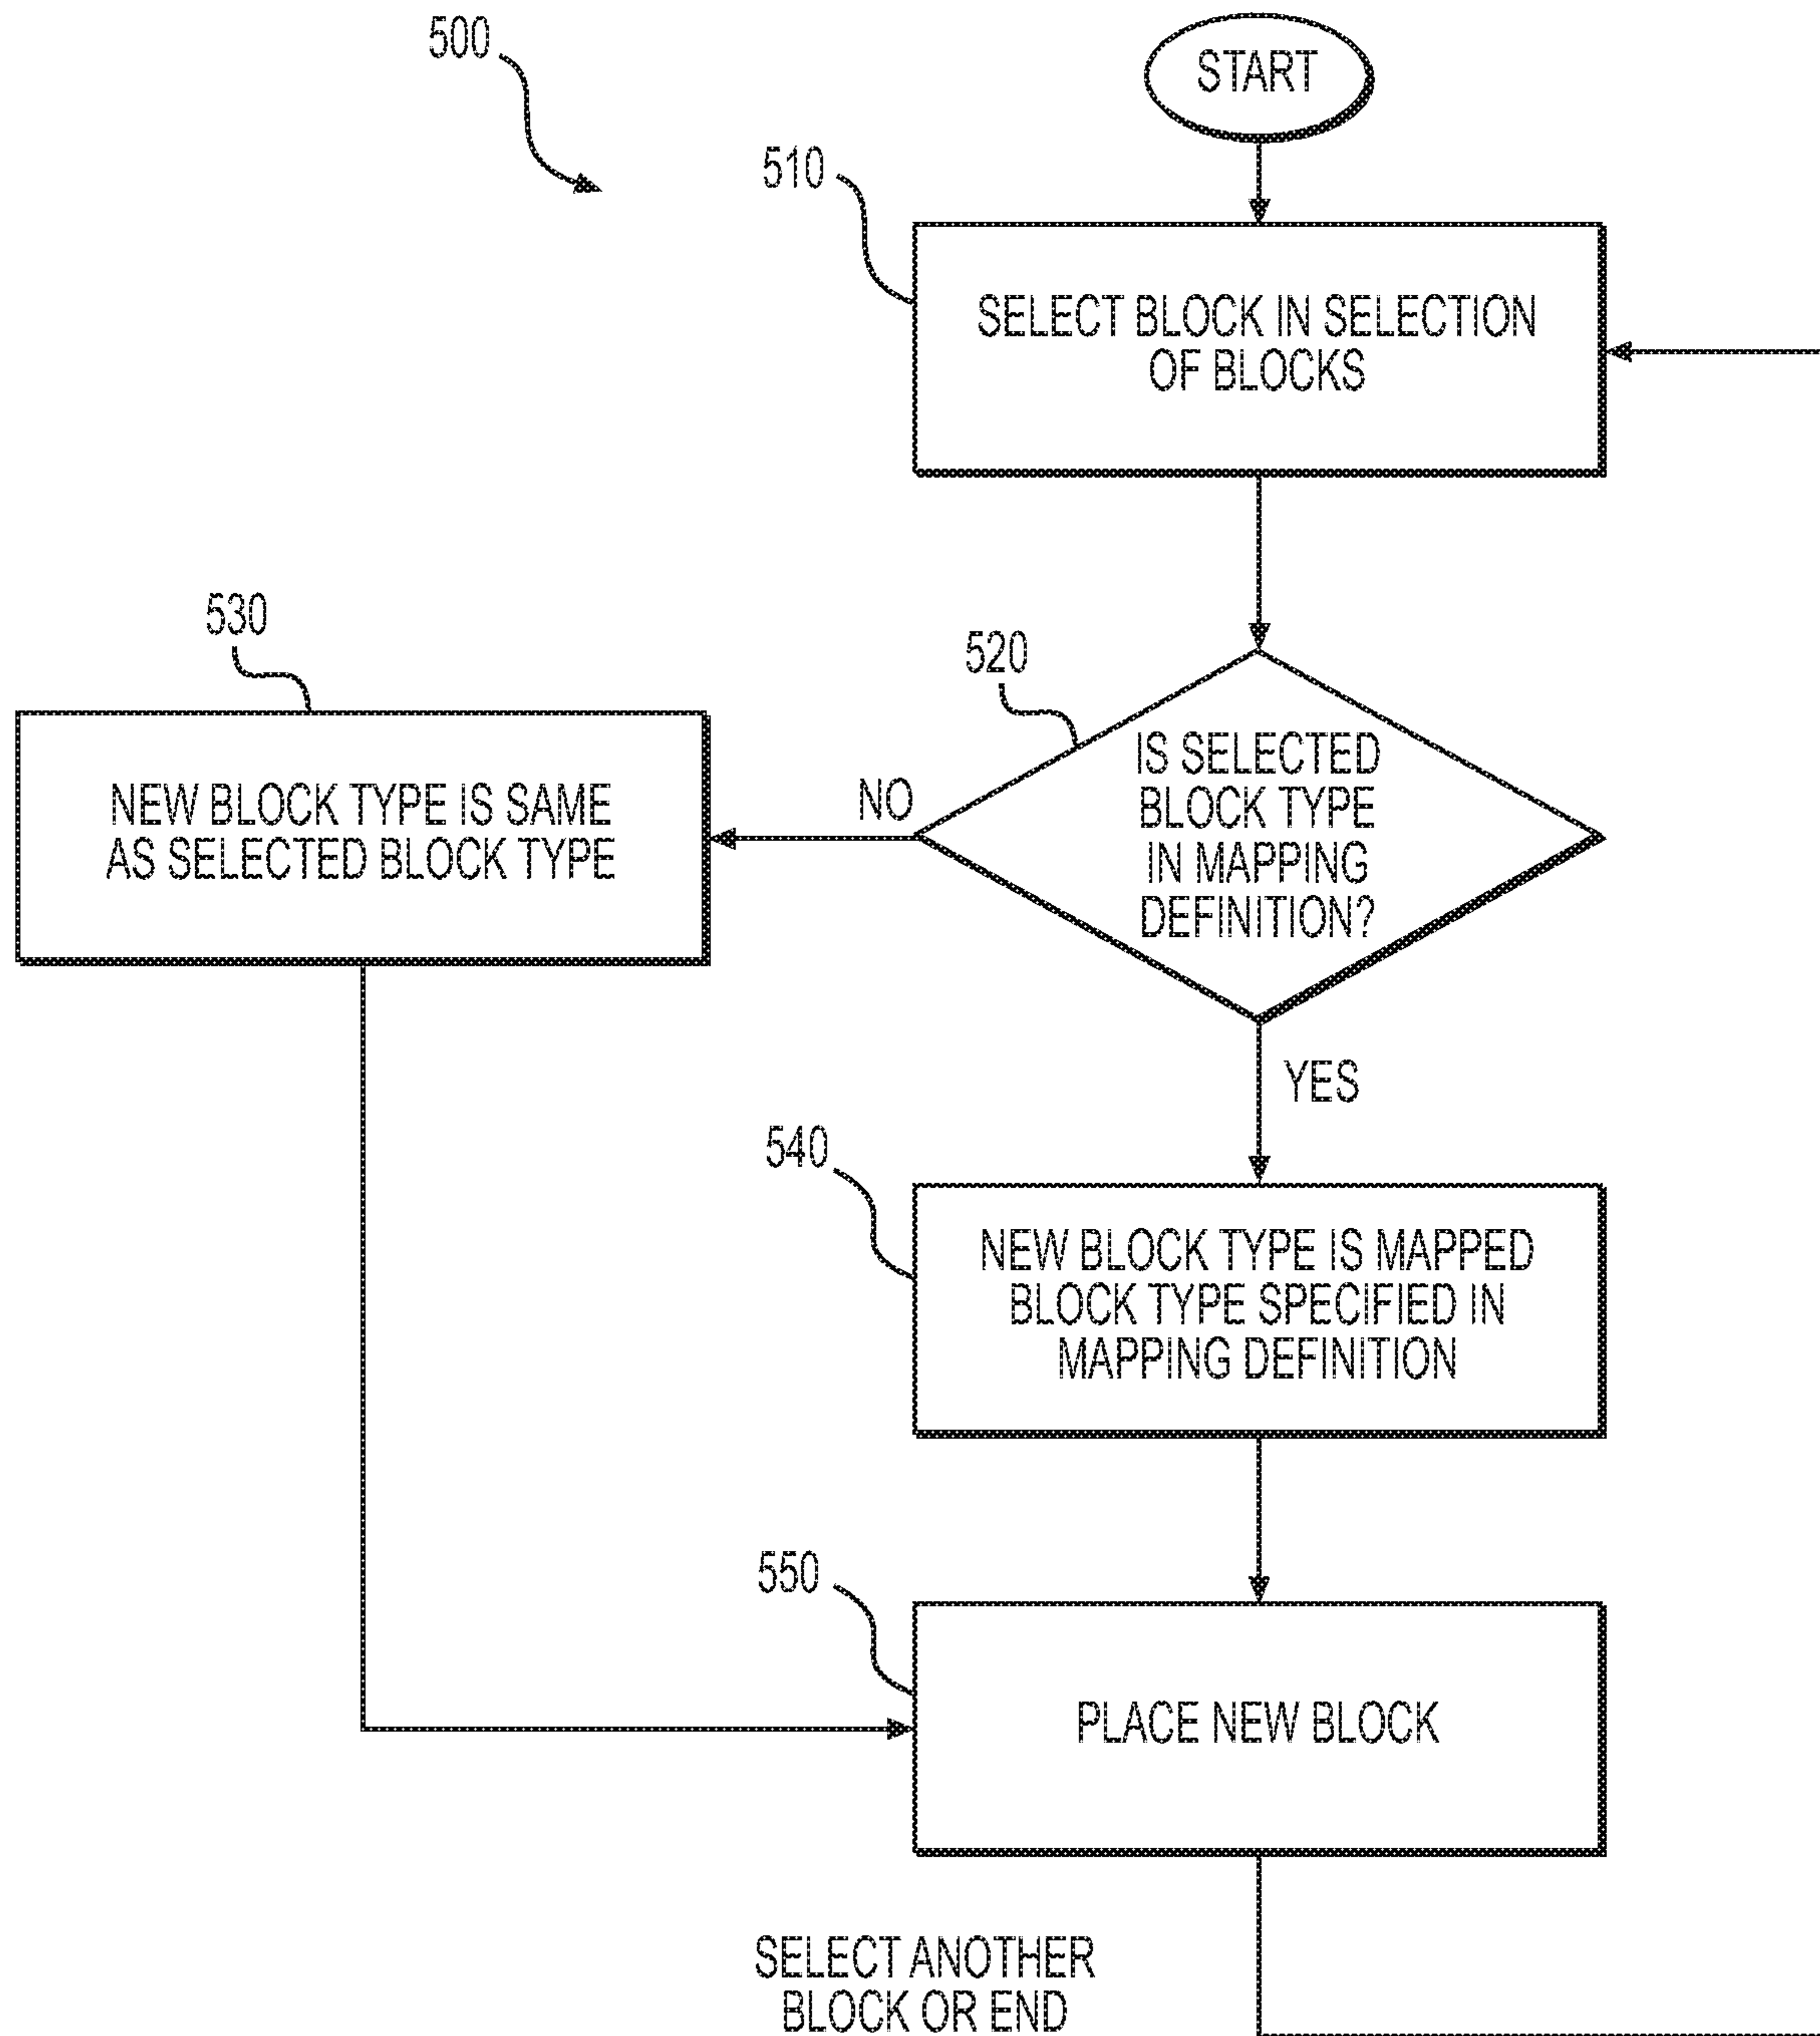 500
START
510
SELECT BLOCK IN SELECTION
OF BLOCKS
530
520
IS SELECTED
BLOCK TYPE
IN MAPPING
DEFINITION?
NO
NEW BLOCK TYPE IS SAME
AS SELECTED BLOCK TYPE
YES
540
NEW BLOCK TYPE IS MAPPED
BLOCK TYPE SPECIFIED IN
MAPPING DEFINITION
550
PLACE NEW BLOCK
SELECT ANOTHER
BLOCK OR END